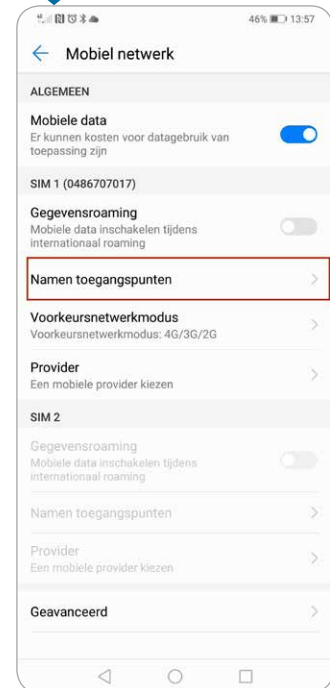 46% 13:57
Mobiel netwerk
ALGEMEEN
Mobiele data
Er kunnen kosten voor datagebruik van
toepassing zijn
SIM 1 (0486707017)
Gegevensroaming
Mobiele data inschakelen tijdens
internationaal roaming
Namen toegangspunten
Voorkeursnetwerkmodus
Voorkeursnetwerkmodus: 4G/3G/2G
Provider
Een mobiele provider kiezen
SIM 2
Gegevensroaming
Mobiele data inschakelen tijdens
internationaal roaming
Namen toegangspunten
Provider
Een mobiele provider kiezen
Geavanceerd